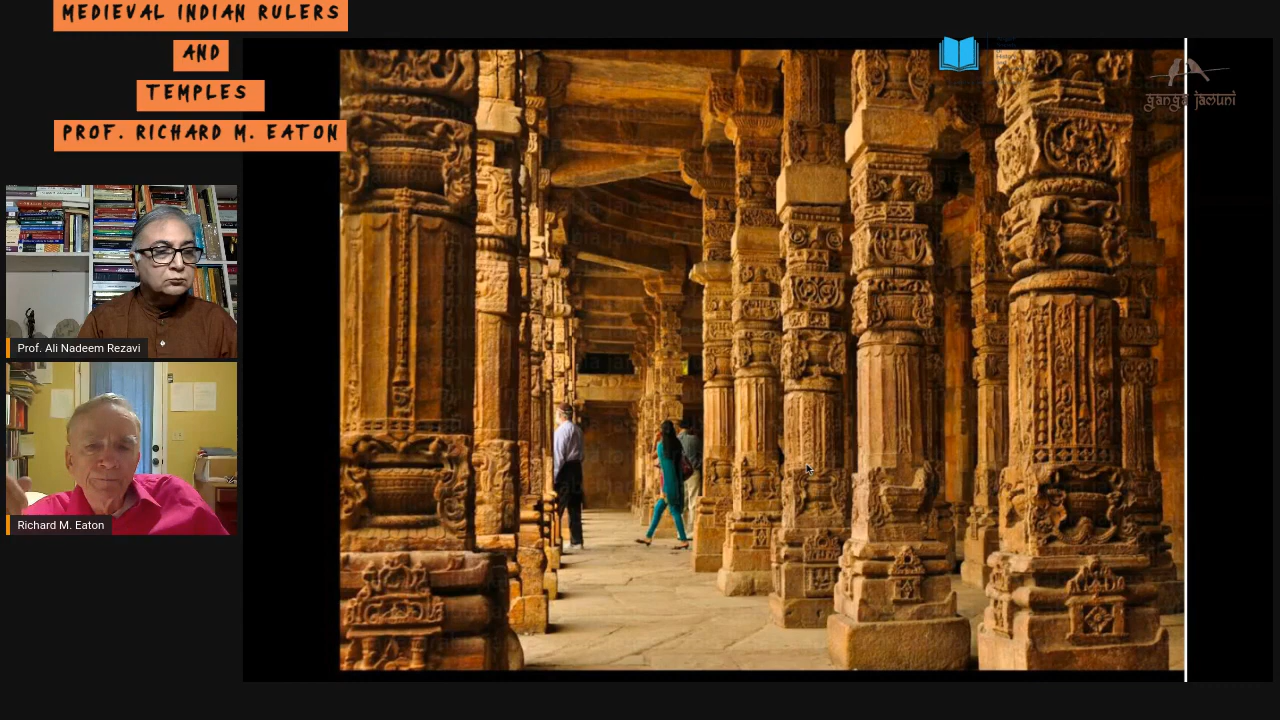 MEDIEVAL INDIAN RULERS
AND
TEMPLES
PROF. RICHARD M. EATON
ganga jamuni
Prof. Ali Nadeem Rezavi
Richard M. Eaton